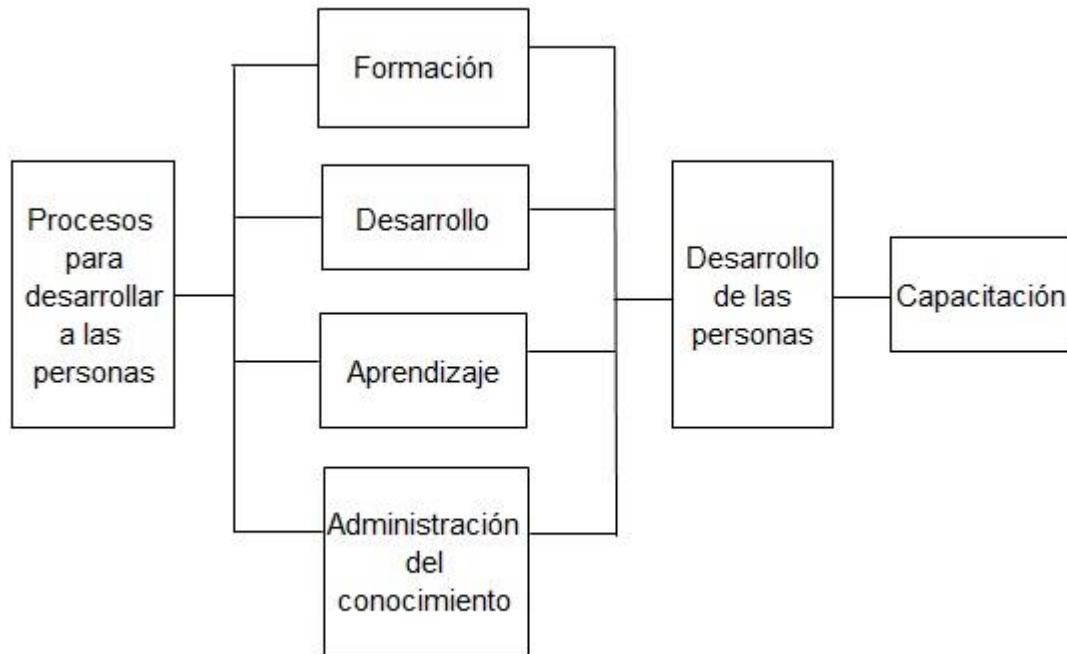 Procesos
para
desarrollar
a las
personas
Formación
Desarrollo
Aprendizaje
Administración
del
conocimiento
Desarrollo
de las
personas
Capacitación